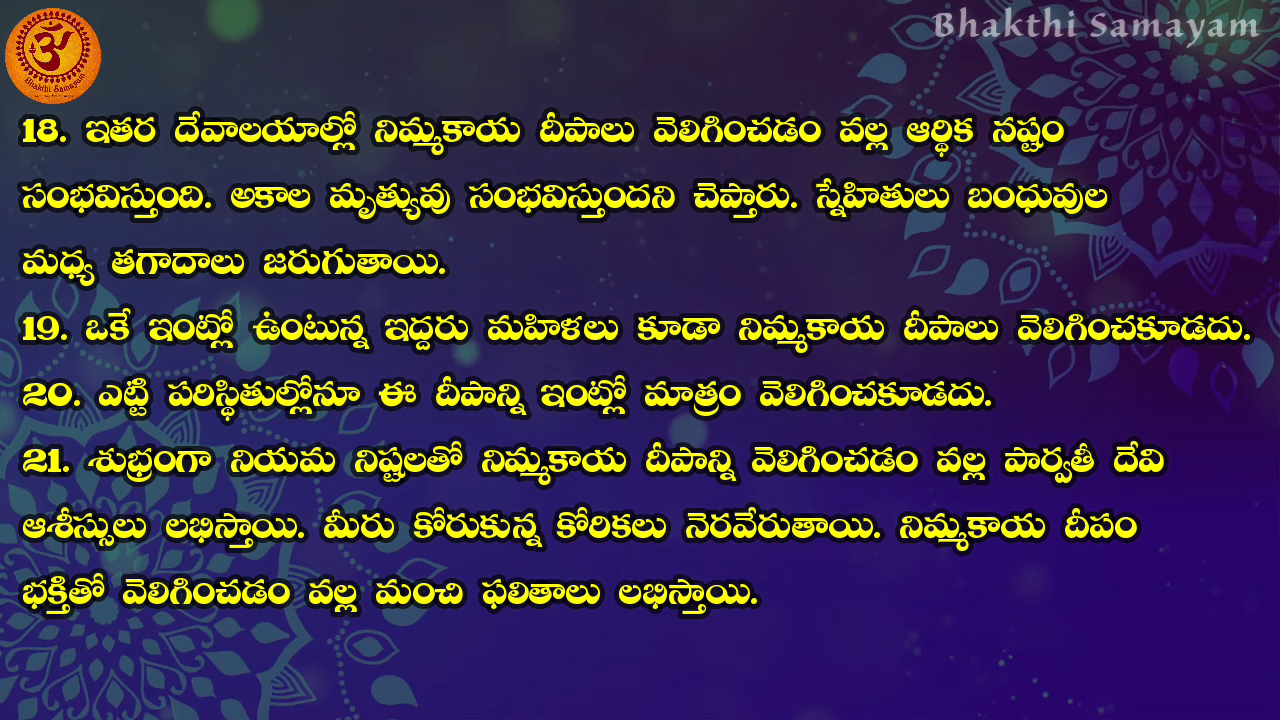 Bhakthi Samayam
Bhakthi Samayam
18. ఇతర దేవాలయాల్లో నిమ్మకాయ దీపాలు వెలిగించడం వల్ల ఆర్థిక నష్టం
సంభవిస్తుంది. అకాల మృత్యువు సంభవిస్తుందని చెప్తారు. స్నేహితులు బంధువుల
మధ్య తగాదాలు జరుగుతాయి.
19. ఒకే ఇంట్లో ఉంటున్న ఇద్దరు మహిళలు కూడా నిమ్మకాయ దీపాలు వెలిగించకూడదు.
20. ఎట్టి పరిస్థితుల్లోనూ ఈ దీపాన్ని ఇంట్లో మాత్రం వెలిగించకూడదు.
21. శుభ్రంగా నియమ నిష్టలతో నిమ్మకాయ దీపాన్ని వెలిగించడం వల్ల పార్వతీ దేవి
ఆశీస్సులు లభిస్తాయి. మీరు కోరుకున్న కోరికలు నెరవేరుతాయి. నిమ్మకాయ దీపం
భక్తితో వెలిగించడం వల్ల మంచి ఫలితాలు లభిస్తాయి.